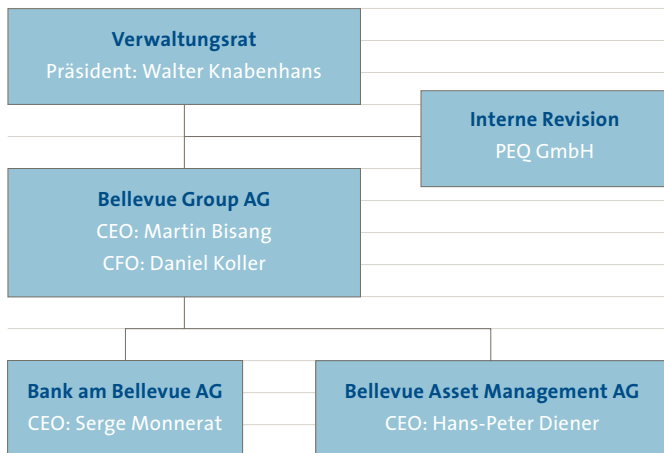 Verwaltungsrat
Präsident: Walter Knabenhans
Interne Revision
PEQ GmbH
Bellevue Group AG
CEO: Martin Bisang
CFO: Daniel Koller
Bank am Bellevue AG
CEO: Serge Monnerat
Bellevue Asset Management AG
CEO: Hans-Peter Diener